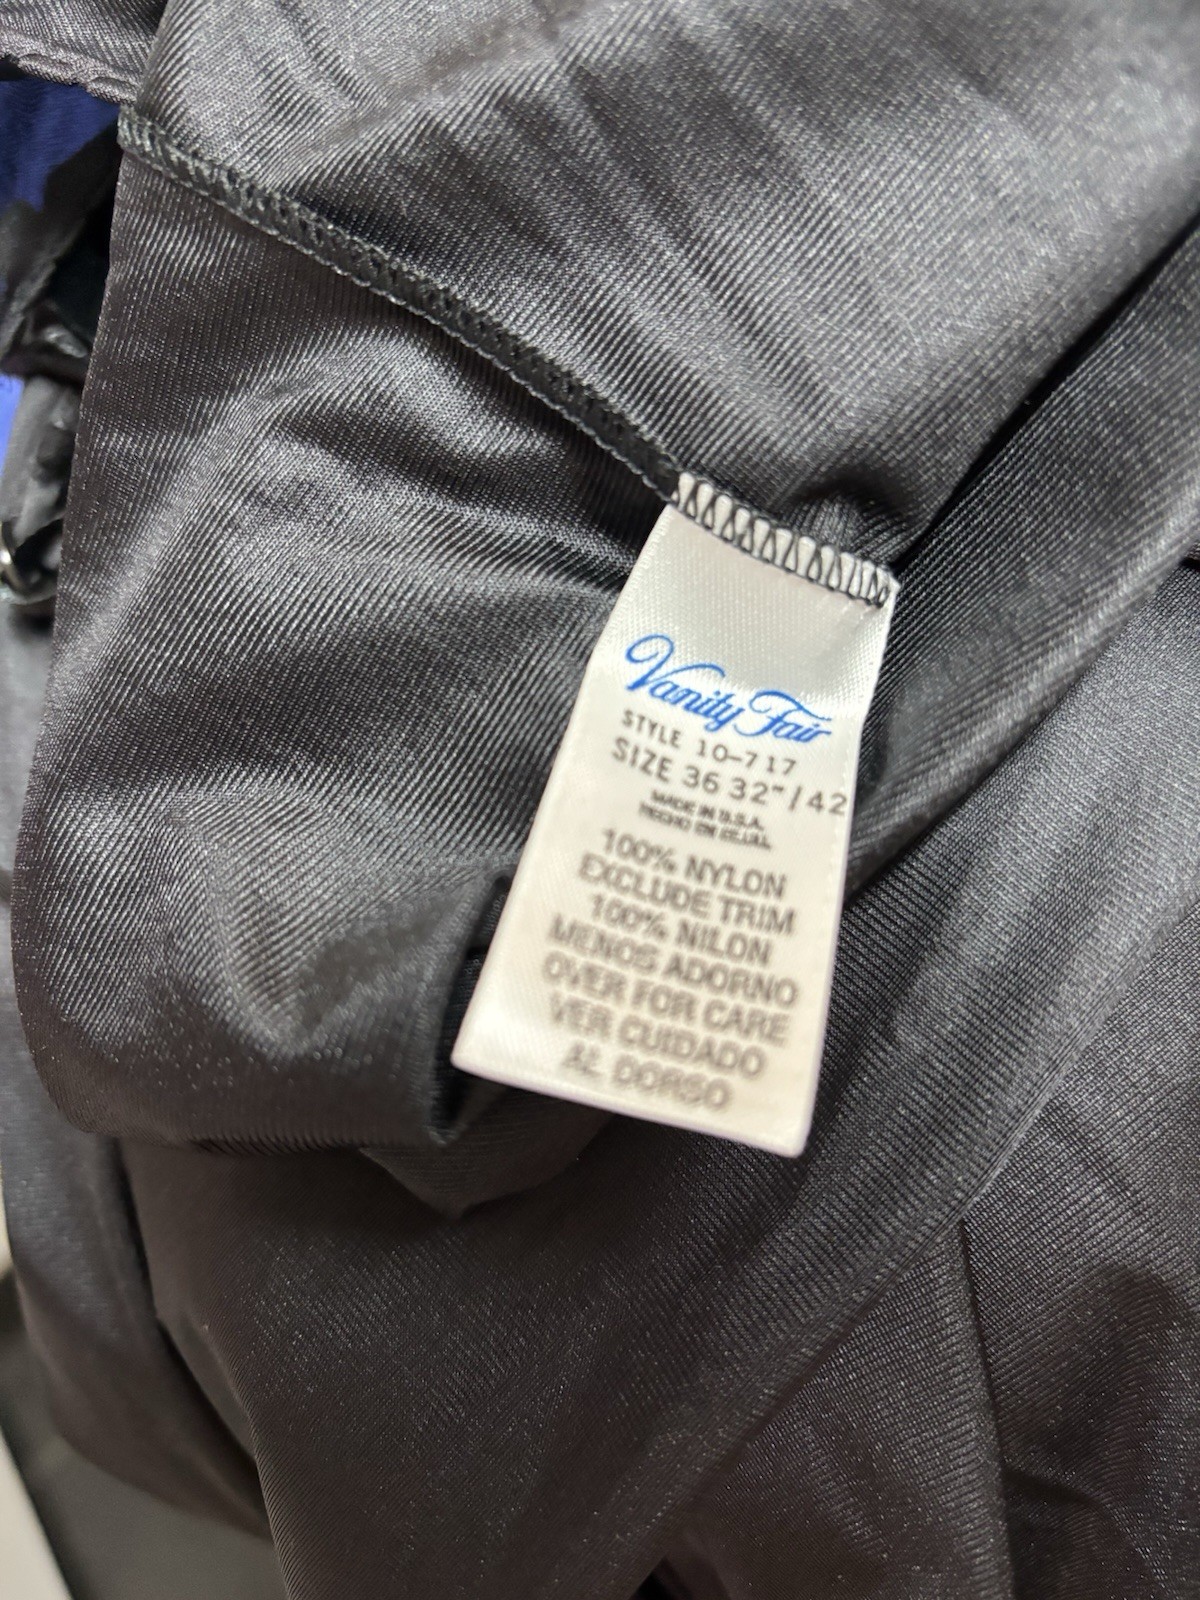 Vanity Fair
STYLE 10-717
SIZE 36 32"/42
MADE IN U.S.A.
HECHO EN EE.UU.
100% NYLON
EXCLUDE TRIM
100% NILON
MENOS ADORNO
OVER FOR CARE
VER CUIDADO
AL DORSO